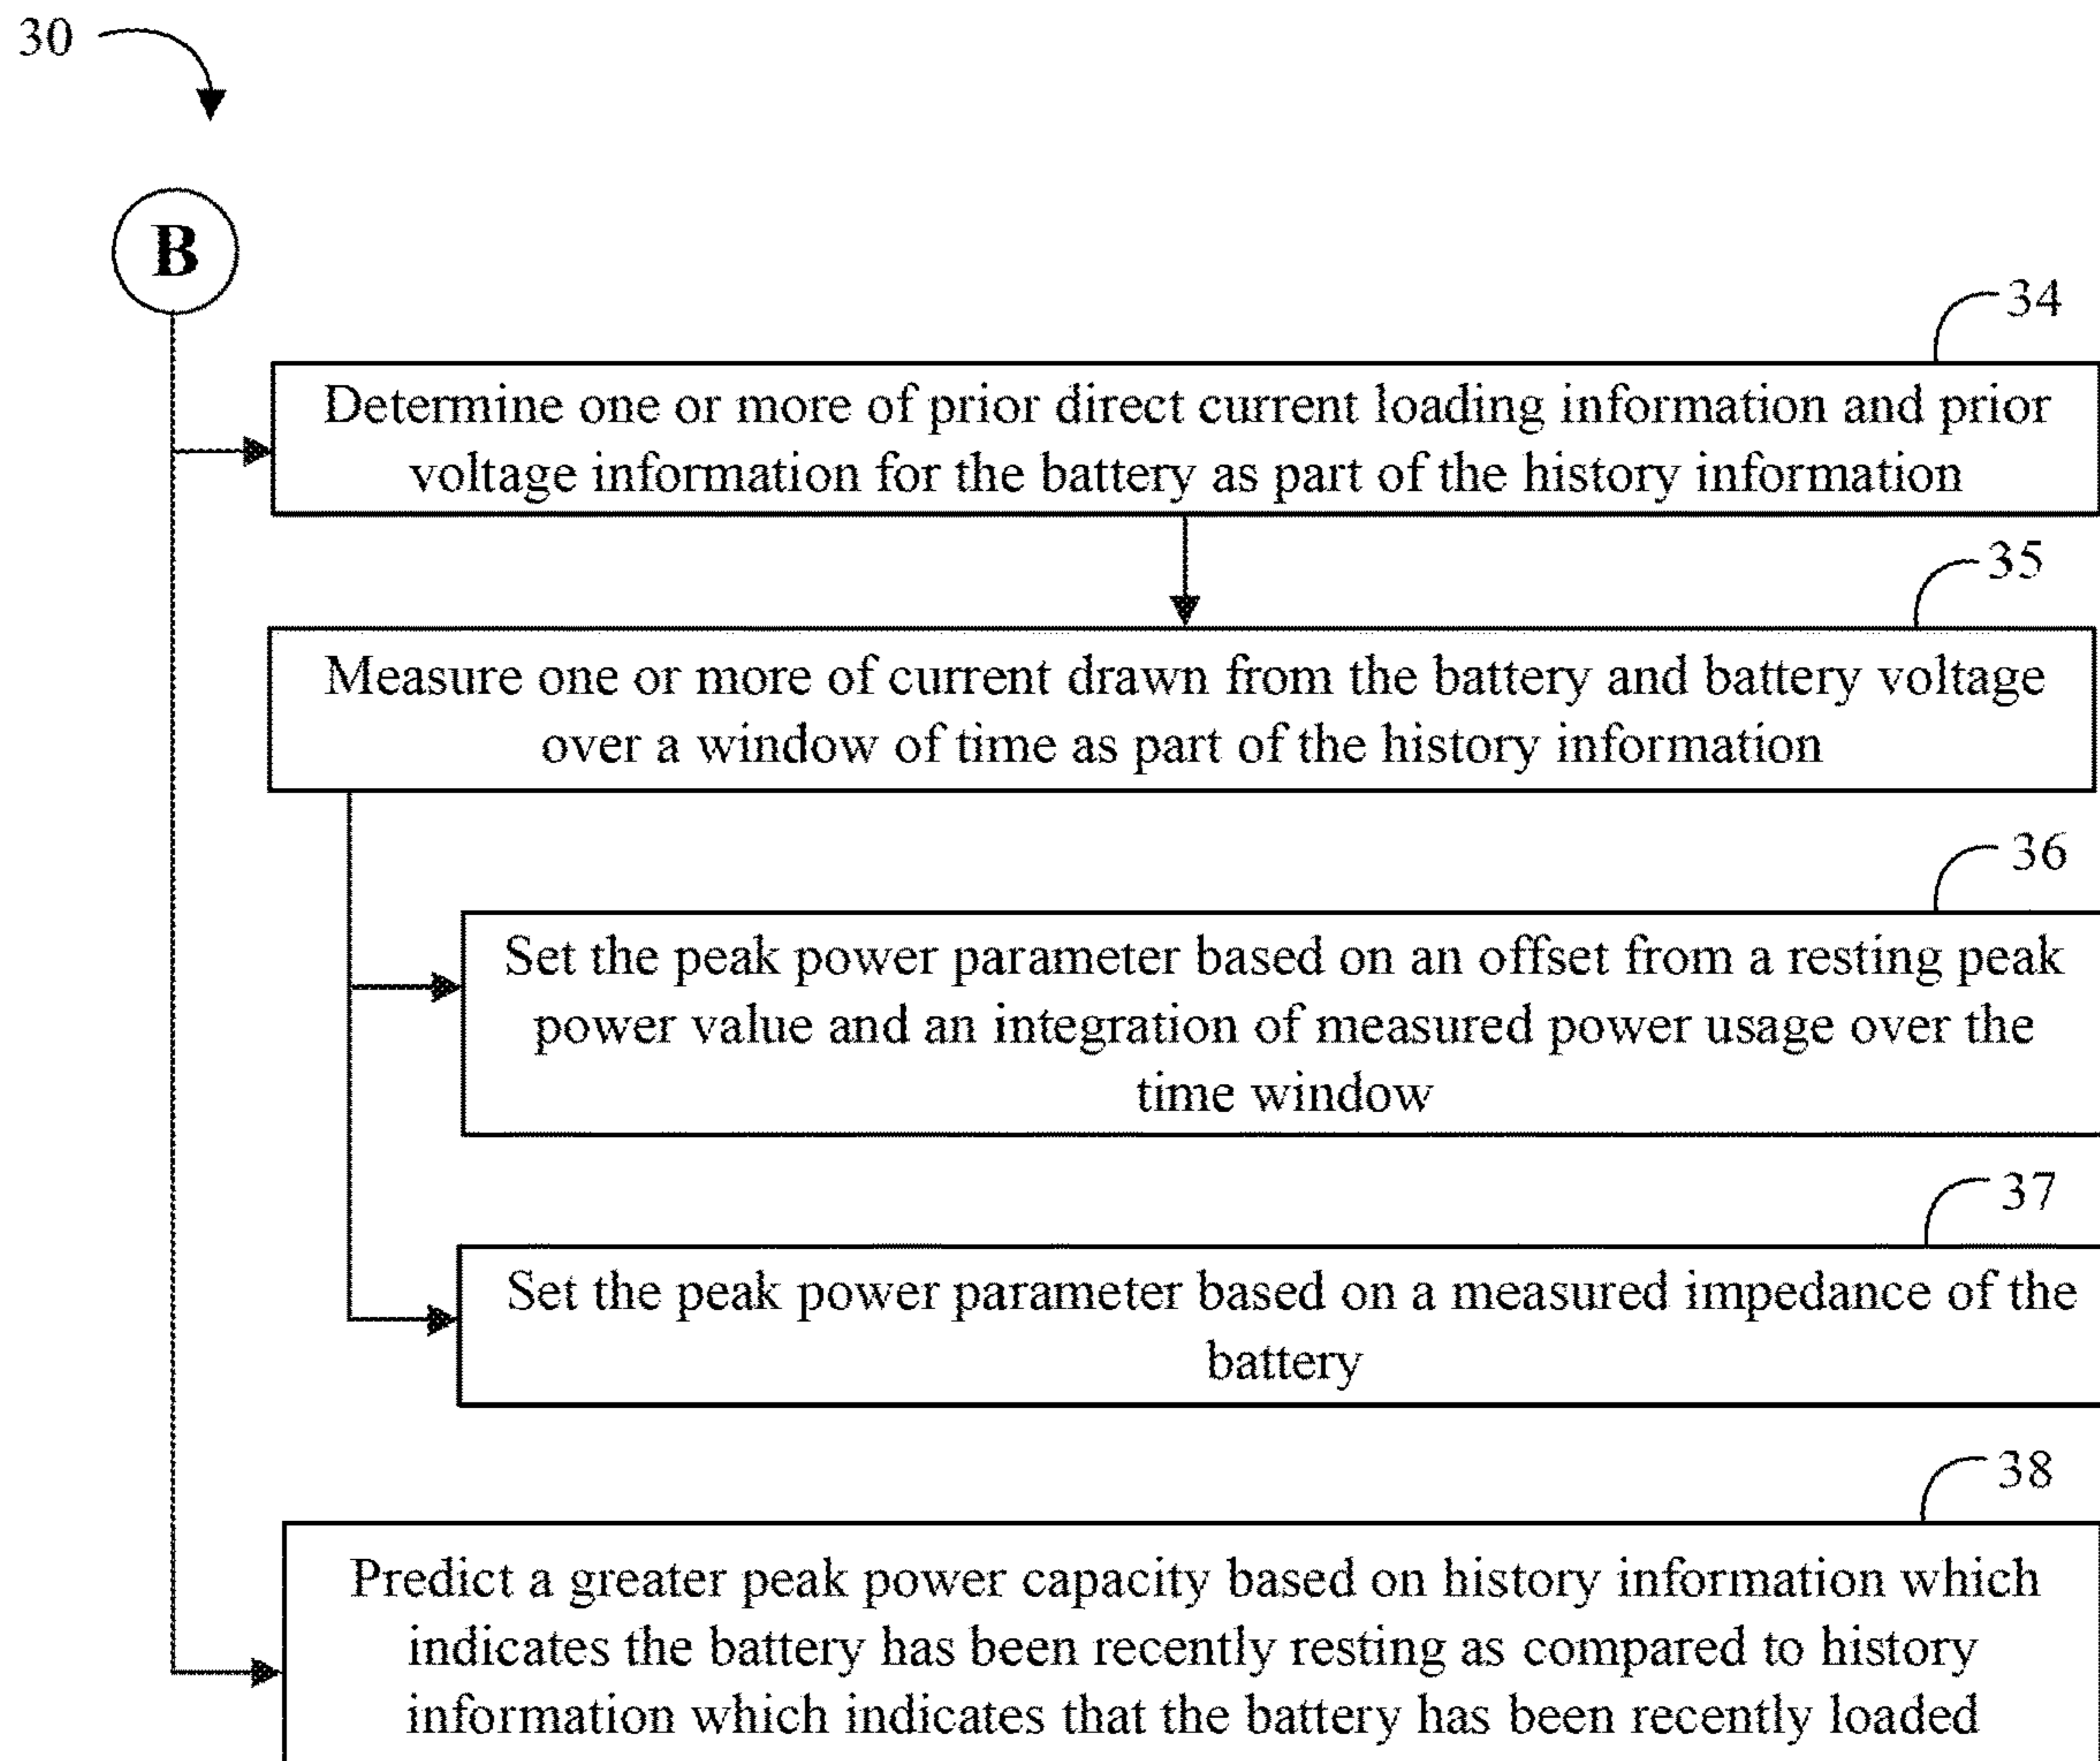 30
B
34
Determine one or more of prior direct current loading information and prior
voltage information for the battery as part of the history information
35
Measure one or more of current drawn from the battery and battery voltage
over a window of time as part of the history information
36
Set the peak power parameter based on an offset from a resting peak
power value and an integration of measured power usage over the
time window
37
Set the peak power parameter based on a measured impedance of the
battery
38
Predict a greater peak power capacity based on history information which
indicates the battery has been recently resting as compared to history
information which indicates that the battery has been recently loaded